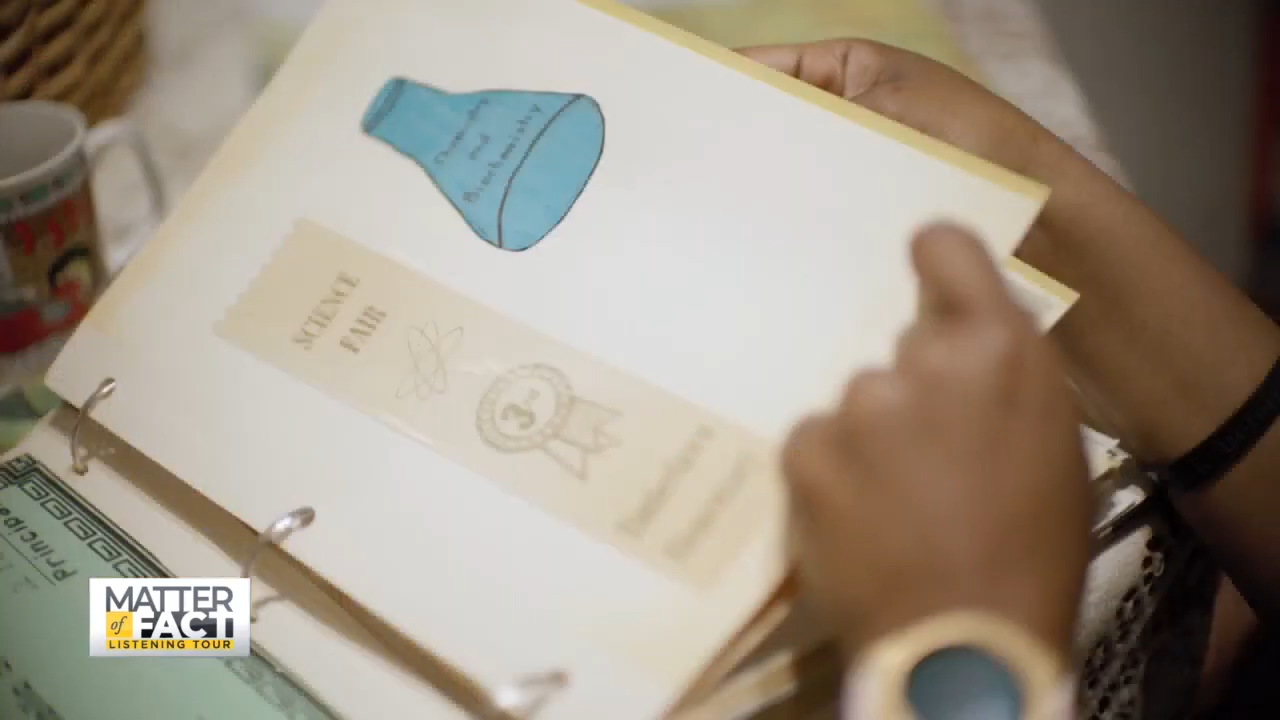 Chemistry
and
Biochemistry
SCIENCE
FAIR
3rd
Principal
MATTER
of FACT
LISTENING TOUR